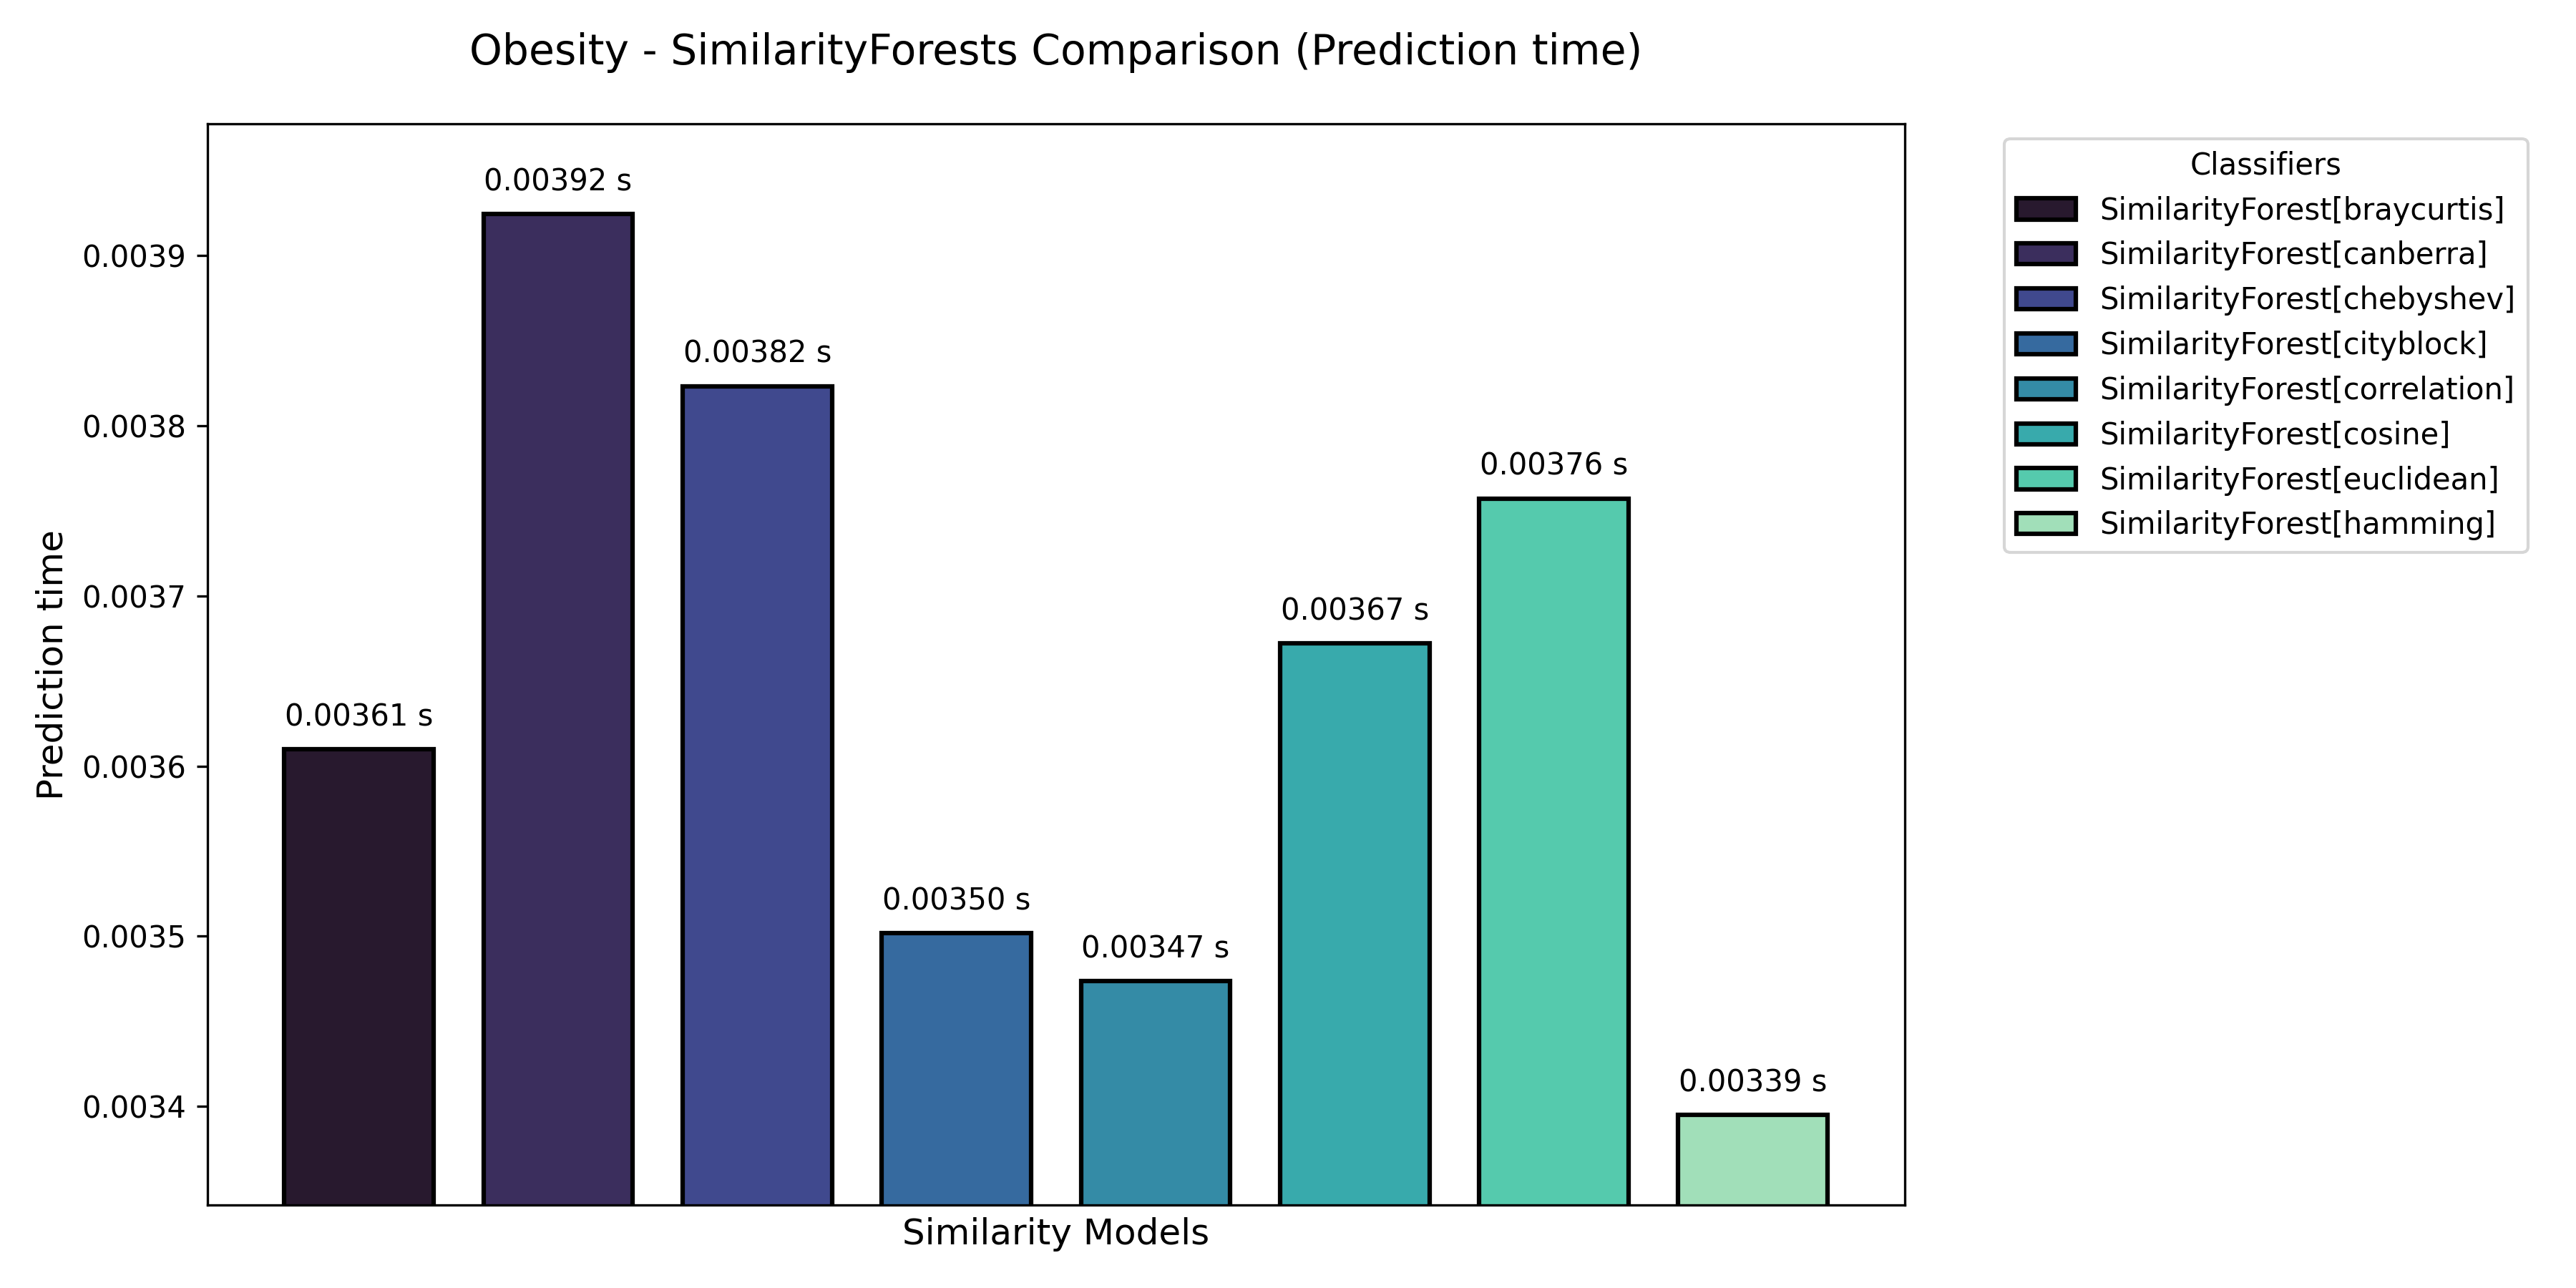 Obesity - SimilarityForests Comparison (Prediction time)
Prediction time
0.0039
0.0038
0.0037
0.0036
0.0035
0.0034
0.00361 s
0.00392 s
0.00382 s
0.00350 s
0.00347 s
0.00367 s
0.00376 s
0.00339 s
Similarity Models
Classifiers
SimilarityForest[braycurtis]
SimilarityForest[canberra]
SimilarityForest[chebyshev]
SimilarityForest[cityblock]
SimilarityForest[correlation]
SimilarityForest[cosine]
SimilarityForest[euclidean]
SimilarityForest[hamming]